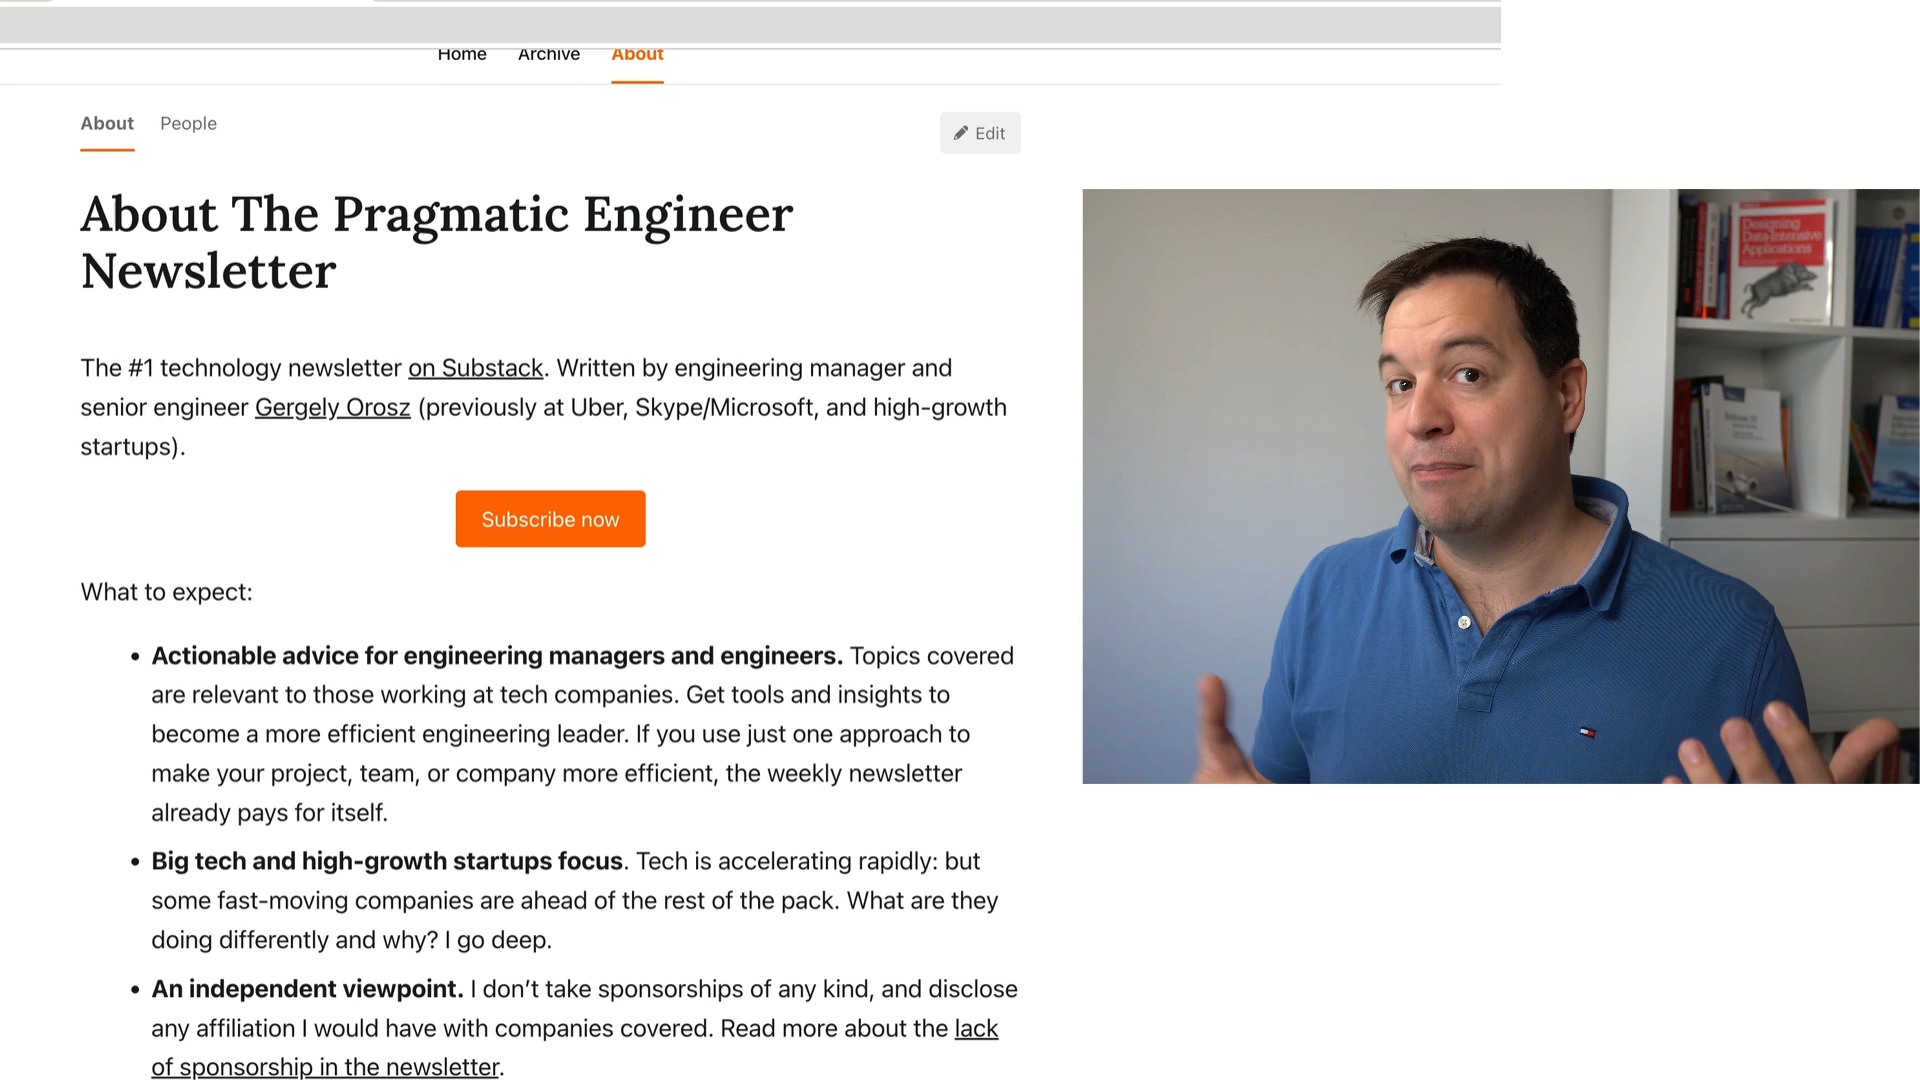 Home Archive About
About People
Edit
About The Pragmatic Engineer
Newsletter
The #1 technology newsletter on Substack. Written by engineering manager and
senior engineer Gergely Orosz (previously at Uber, Skype/Microsoft, and high-growth
startups).
Subscribe now
What to expect:
• Actionable advice for engineering managers and engineers. Topics covered
are relevant to those working at tech companies. Get tools and insights to
become a more efficient engineering leader. If you use just one approach to
make your project, team, or company more efficient, the weekly newsletter
already pays for itself.
• Big tech and high-growth startups focus. Tech is accelerating rapidly: but
some fast-moving companies are ahead of the rest of the pack. What are they
doing differently and why? I go deep.
• An independent viewpoint. I don’t take sponsorships of any kind, and disclose
any affiliation I would have with companies covered. Read more about the lack
of sponsorship in the newsletter.
Designing
Data-Intensive
Applications